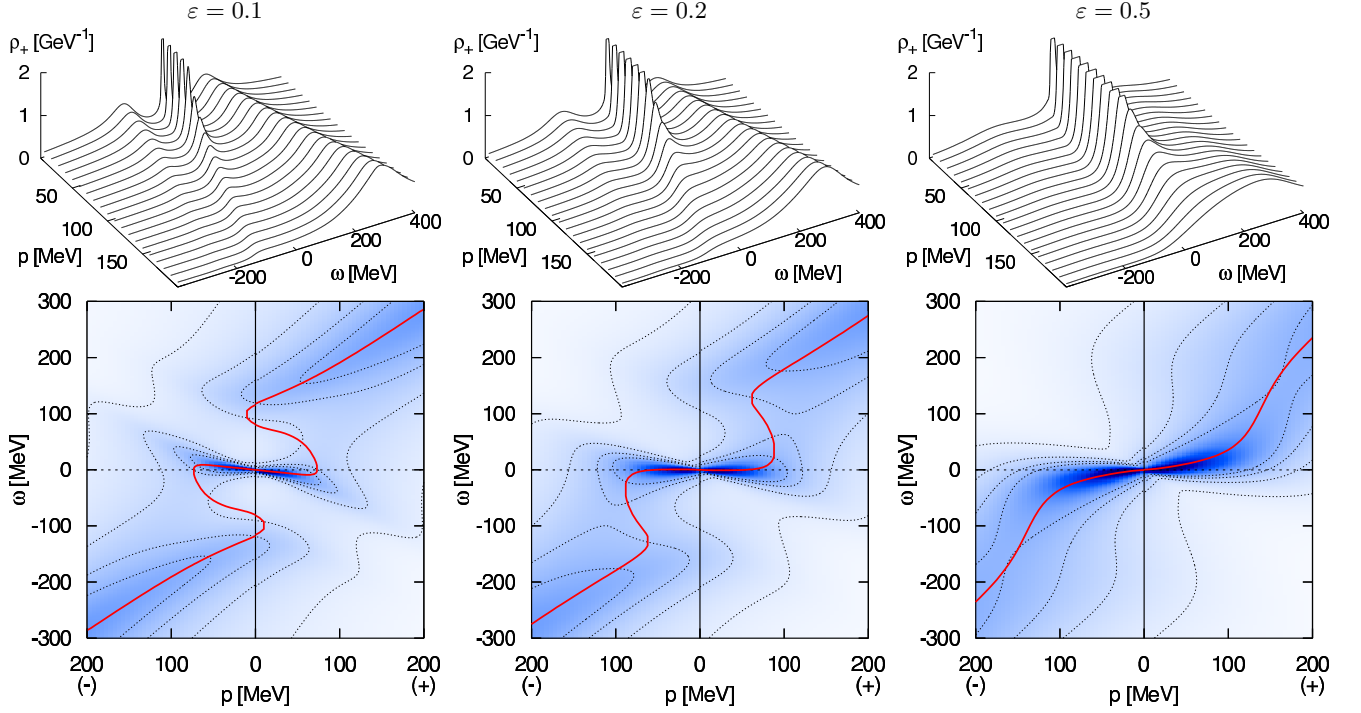 ε = 0.1
ε = 0.2
ε = 0.5
ρ+ [GeV-1]
2
1
0
50
100
150
p [MeV]
-200
0
200
400
ω [MeV]
ρ+ [GeV-1]
2
1
0
50
100
150
p [MeV]
-200
0
200
400
ω [MeV]
ρ+ [GeV-1]
2
1
0
50
100
150
p [MeV]
-200
0
200
400
ω [MeV]
300
200
100
0
-100
-200
-300
ω [MeV]
200 100 0 100 200
(-) p [MeV] (+)
300
200
100
0
-100
-200
-300
ω [MeV]
200 100 0 100 200
(-) p [MeV] (+)
300
200
100
0
-100
-200
-300
ω [MeV]
200 100 0 100 200
(-) p [MeV] (+)